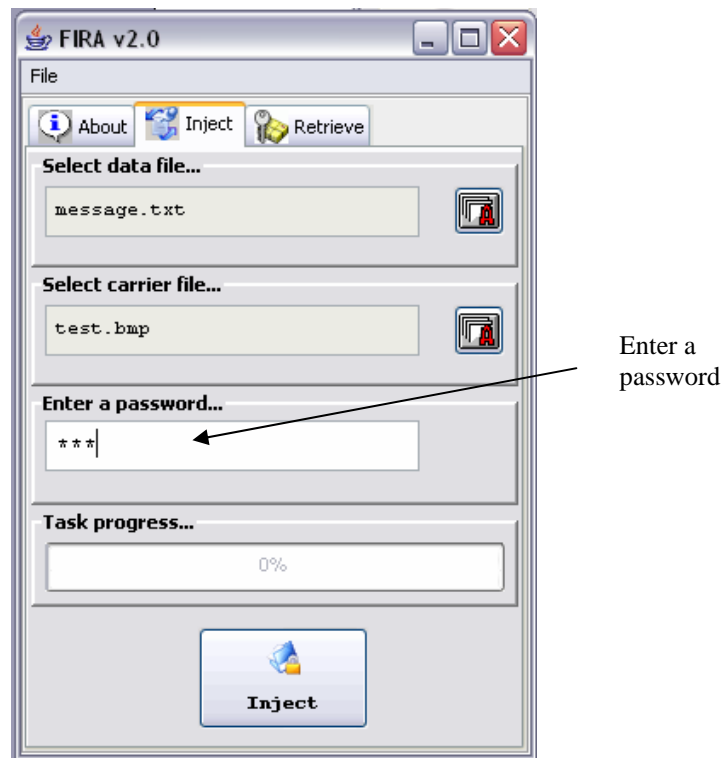 FIRA v2.0
File
About Inject Retrieve
Select data file...
message.txt
Select carrier file...
test.bmp
Enter a
password
Enter a password...
***
Task progress...
0%
Inject